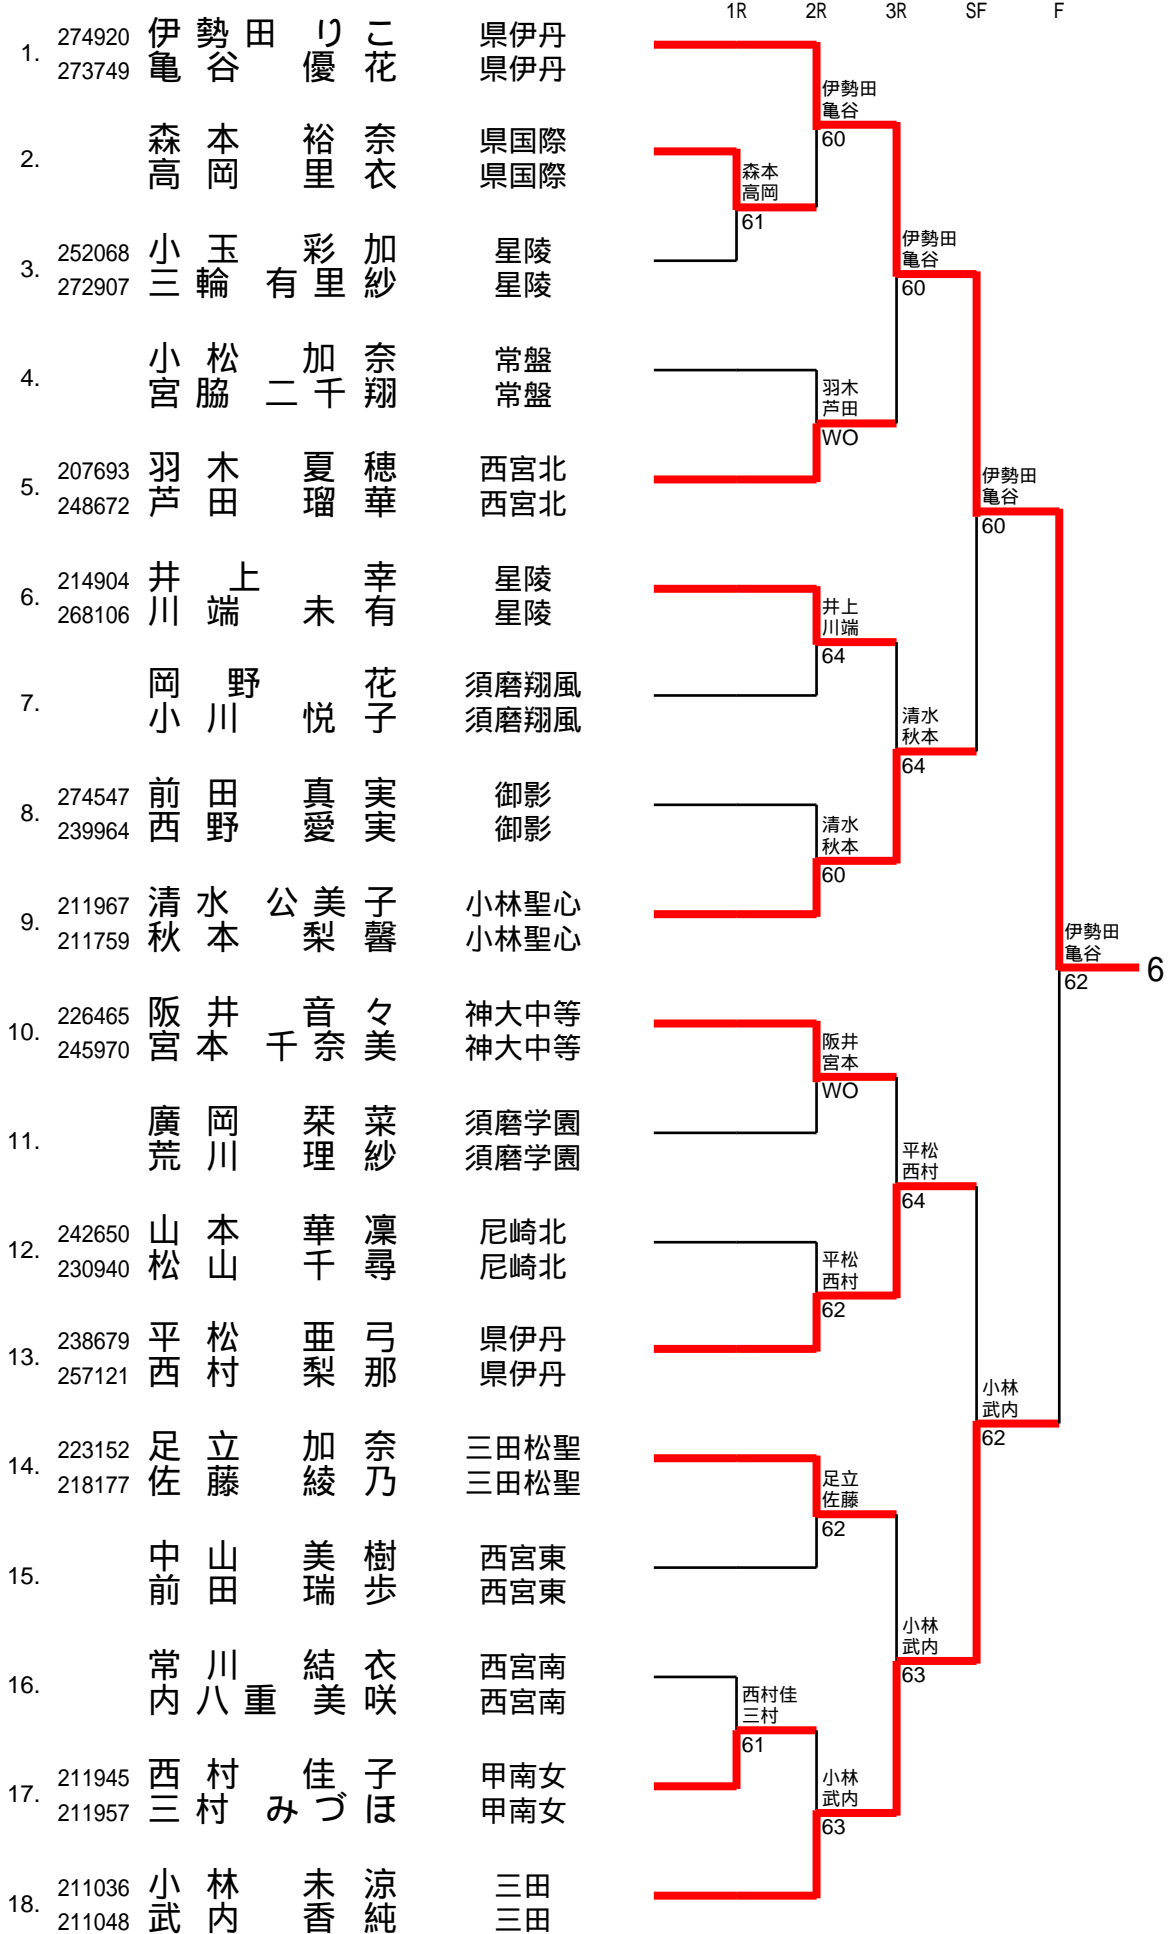 1R 2R 3R SF F
1. 274920 伊勢田 りこ 県伊丹
273749 亀谷 優花 県伊丹
伊勢田
亀谷
60
2. 森本 裕奈 県国際
高岡 里衣 県国際
森本
高岡
61
3. 252068 小玉 彩加 星陵
272907 三輪 有里紗 星陵
伊勢田
亀谷
60
4. 小松 加奈 常盤
宮脇 二千翔 常盤
羽木
芦田
WO
5. 207693 羽木 夏穂 西宮北
248672 芦田 瑠華 西宮北
伊勢田
亀谷
60
6. 214904 井上 幸 星陵
268106 川端 未有 星陵
井上
川端
64
7. 岡野 花 須磨翔風
小川 悦子 須磨翔風
清水
秋本
64
8. 274547 前田 真実 御影
239964 西野 愛実 御影
清水
秋本
60
9. 211967 清水 公美子 小林聖心
211759 秋本 梨馨 小林聖心
伊勢田
亀谷
62
6
10. 226465 阪井 音々 神大中等
245970 宮本 千奈美 神大中等
阪井
宮本
WO
11. 廣岡 栞菜 須磨学園
荒川 理紗 須磨学園
平松
西村
64
12. 242650 山本 華凜 尼崎北
230940 松山 千尋 尼崎北
平松
西村
62
13. 238679 平松 亜弓 県伊丹
257121 西村 梨那 県伊丹
小林
武内
62
14. 223152 足立 加奈 三田松聖
218177 佐藤 綾乃 三田松聖
足立
佐藤
62
15. 中山 美樹 西宮東
前田 瑞歩 西宮東
小林
武内
63
16. 常川 結衣 西宮南
内八重 美咲 西宮南
西村佳
三村
61
17. 211945 西村 佳子 甲南女
211957 三村 みづほ 甲南女
小林
武内
63
18. 211036 小林 未涼 三田
211048 武内 香純 三田